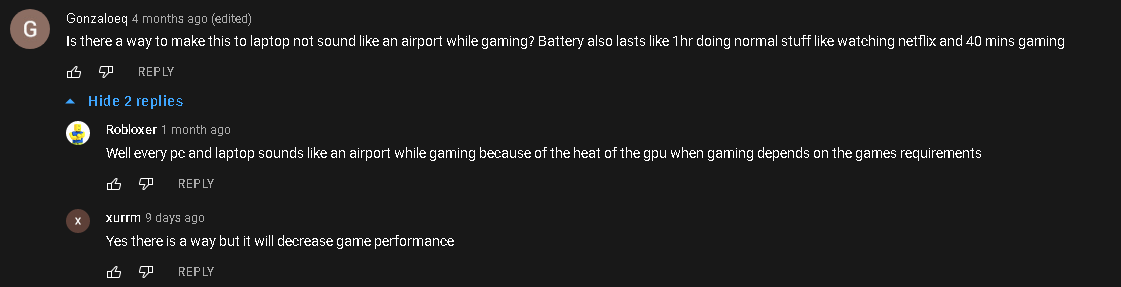 G
Gonzaloeq 4 months ago (edited)
Is there a way to make this to laptop not sound like an airport while gaming? Battery also lasts like 1hr doing normal stuff like watching netflix and 40 mins gaming
REPLY
Hide 2 replies
Robloxer 1 month ago
Well every pc and laptop sounds like an airport while gaming because of the heat of the gpu when gaming depends on the games requirements
REPLY
X
xurrm 9 days ago
Yes there is a way but it will decrease game performance
REPLY